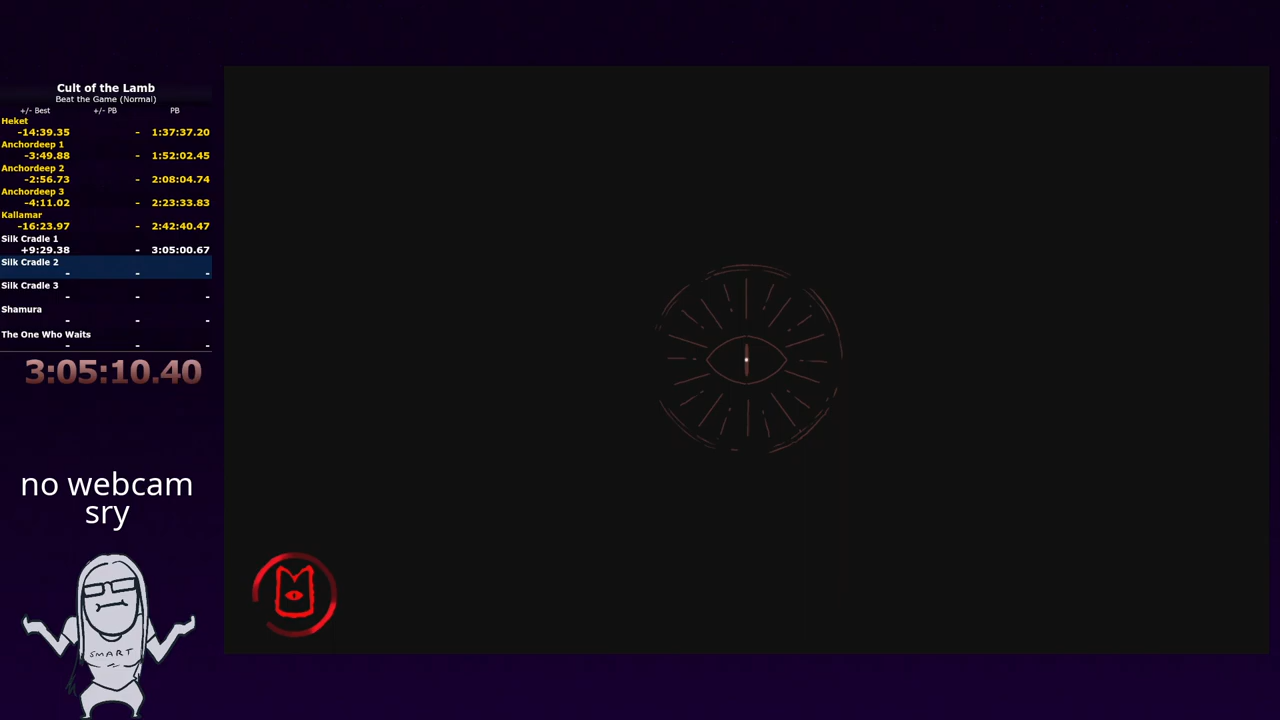 Cult of the Lamb
Beat the Game (Normal)
+/- Best +/- PB PB
Heket
-14:39.35 - 1:37:37.20
Anchordeep 1
-3:49.88 - 1:52:02.45
Anchordeep 2
-2:56.73 - 2:08:04.74
Anchordeep 3
-4:11.02 - 2:23:33.83
Kallamar
-16:23.97 - 2:42:40.47
Silk Cradle 1
+9:29.38 - 3:05:00.67
Silk Cradle 2
- - -
Silk Cradle 3
- - -
Shamura
- - -
The One Who Waits
- - -
3:05:10.40
no webcam
sry
SMART